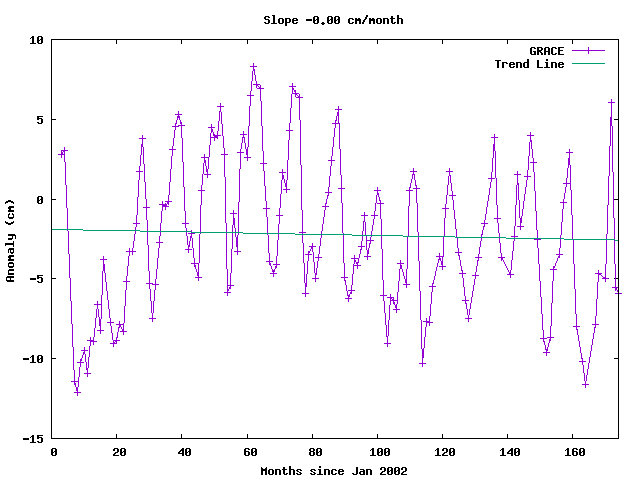 Slope -0.00 cm/month
GRACE
Trend Line
10
5
0
-5
-10
-15
Anomaly (cm)
0 20 40 60 80 100 120 140 160
Months since Jan 2002